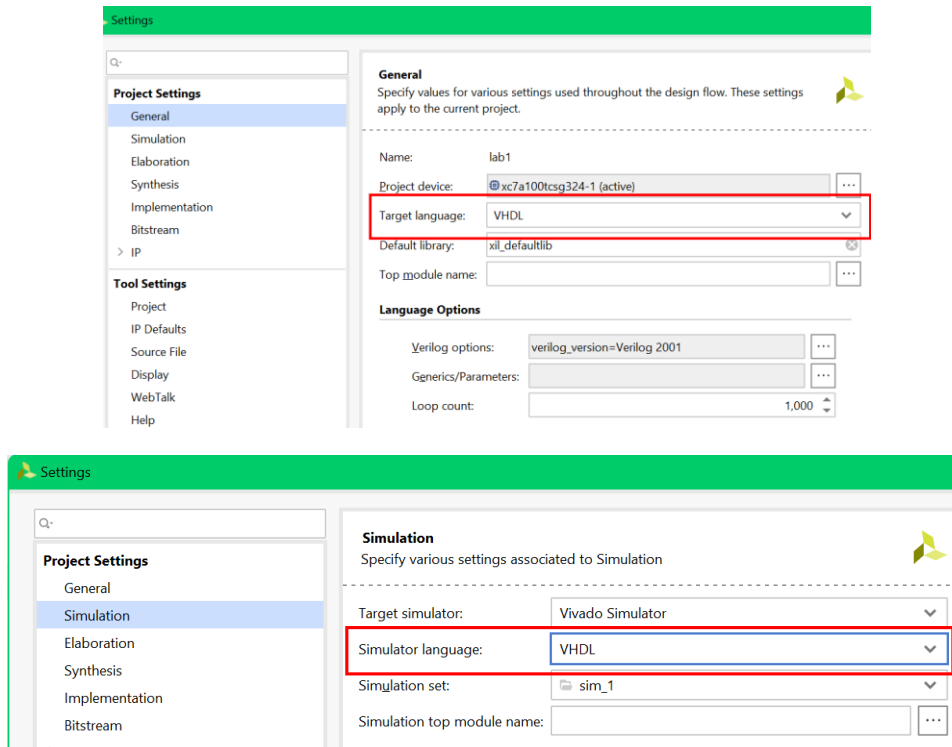 Settings
Project Settings
General
Simulation
Elaboration
Synthesis
Implementation
Bitstream
IP
Tool Settings
Project
IP Defaults
Source File
Display
WebTalk
Help
General
Specify values for various settings used throughout the design flow. These settings
apply to the current project.
Name: lab1
Project device: xc7a100tcsg324-1 (active) ...
Target language: VHDL
Default library: xil_defaultlib
Top module name: ...
Language Options
Verilog options: verilog_version=Verilog 2001 ...
Generics/Parameters: ...
Loop count: 1,000
Settings
Project Settings
General
Simulation
Elaboration
Synthesis
Implementation
Bitstream
Simulation
Specify various settings associated to Simulation
Target simulator: Vivado Simulator
Simulator language: VHDL
Simulation set: sim_1
Simulation top module name: ...